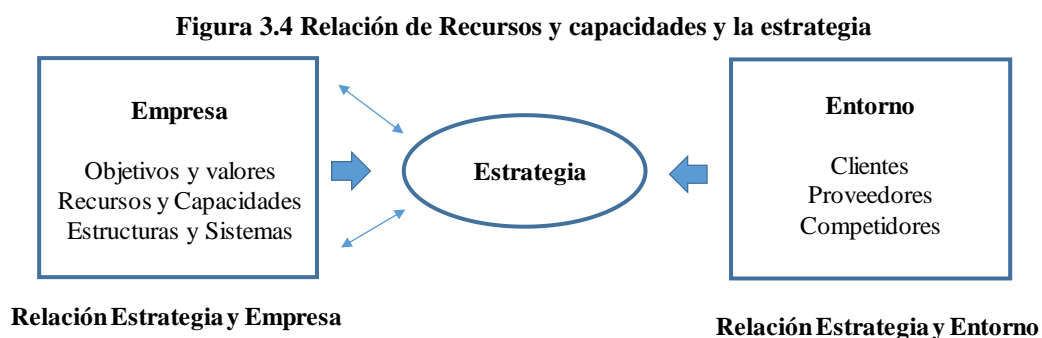 Figura 3.4 Relación de Recursos y capacidades y la estrategia
Empresa
Objetivos y valores
Recursos y Capacidades
Estructuras y Sistemas
Estrategia
Entorno
Clientes
Proveedores
Competidores
Relación Estrategia y Empresa
Relación Estrategia y Entorno